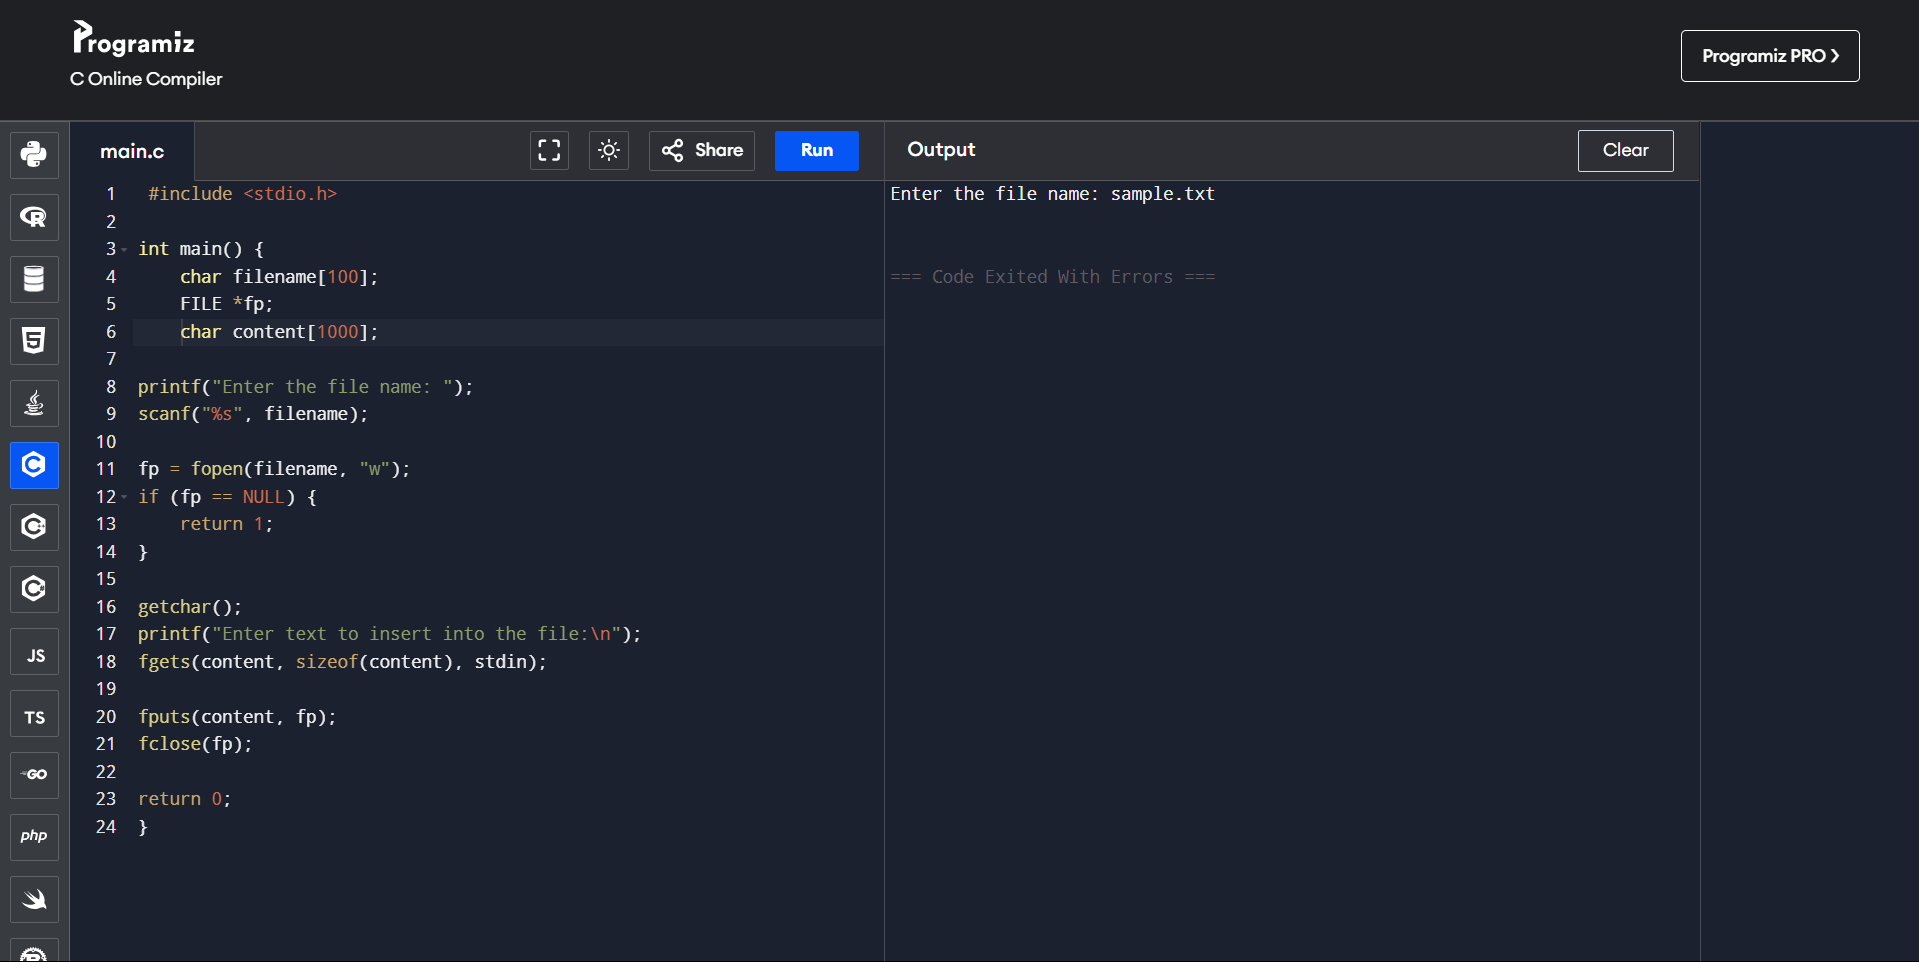 Programiz
C Online Compiler
Programiz PRO ❯
main.c
Share
Run
Output
Clear
1 #include <stdio.h>
2
3 int main() {
4 char filename[100];
5 FILE *fp;
6 char content[1000];
7
8 printf("Enter the file name: ");
9 scanf("%s", filename);
10
11 fp = fopen(filename, "w");
12 if (fp == NULL) {
13 return 1;
14 }
15
16 getchar();
17 printf("Enter text to insert into the file:\n");
18 fgets(content, sizeof(content), stdin);
19
20 fputs(content, fp);
21 fclose(fp);
22
23 return 0;
24 }
Enter the file name: sample.txt
=== Code Exited With Errors ===
R
5
C
C
C
JS
TS
GO
php
R